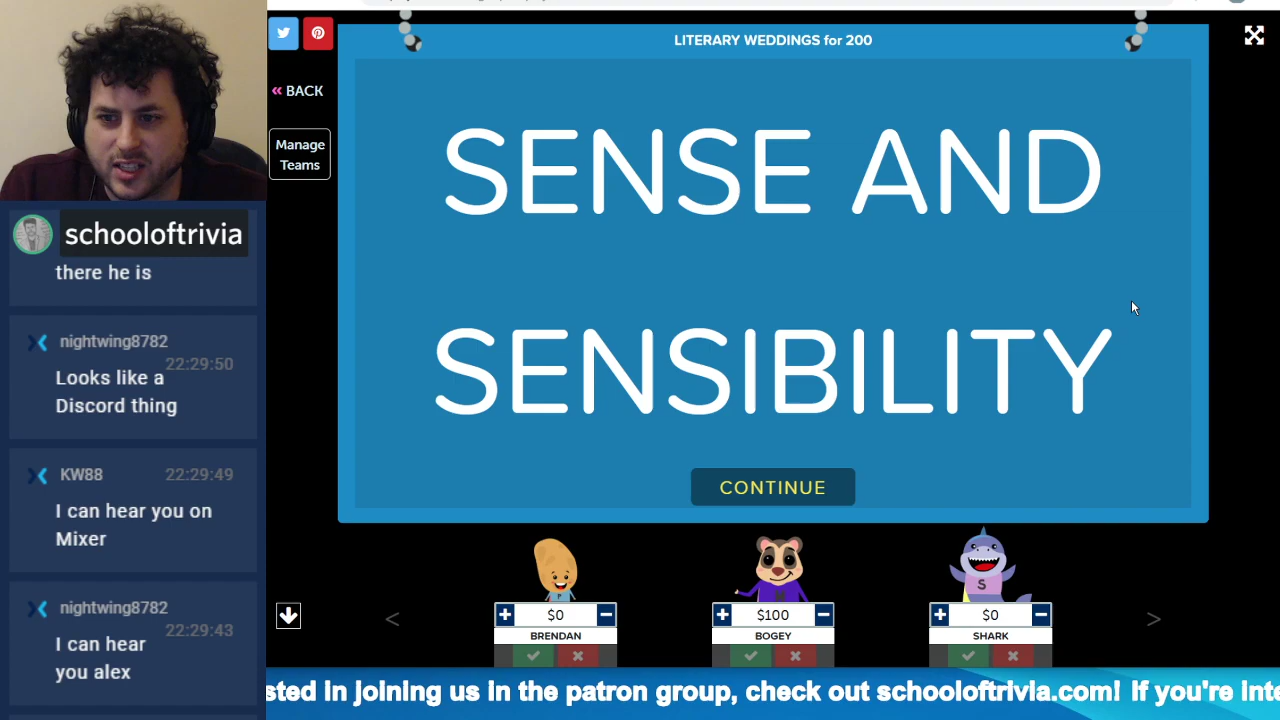 LITERARY WEDDINGS for 200
« BACK
Manage
Teams
SENSE AND
SENSIBILITY
CONTINUE
schooloftrivia
there he is
nightwing8782
22:29:50
Looks like a
Discord thing
KW88
22:29:49
I can hear you on
Mixer
nightwing8782
22:29:43
I can hear
you alex
P
S
+ $0 −
BRENDAN
+ $100 −
BOGEY
+ $0 −
SHARK
sted in joining us in the patron group, check out schooloftrivia.com! If you're inte